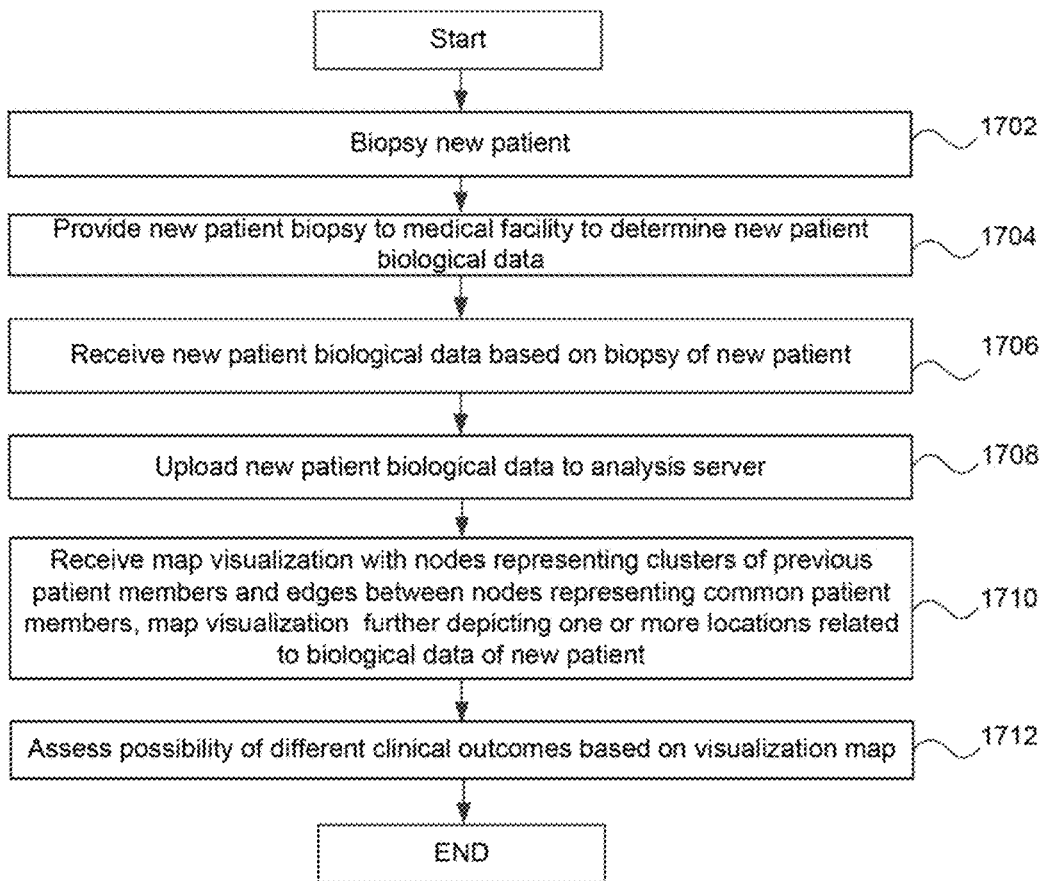 Start
Biopsy new patient
1702
Provide new patient biopsy to medical facility to determine new patient
biological data
1704
Receive new patient biological data based on biopsy of new patient
1706
Upload new patient biological data to analysis server
1708
Receive map visualization with nodes representing clusters of previous
patient members and edges between nodes representing common patient
members, map visualization further depicting one or more locations related
to biological data of new patient
1710
Assess possibility of different clinical outcomes based on visualization map
1712
END